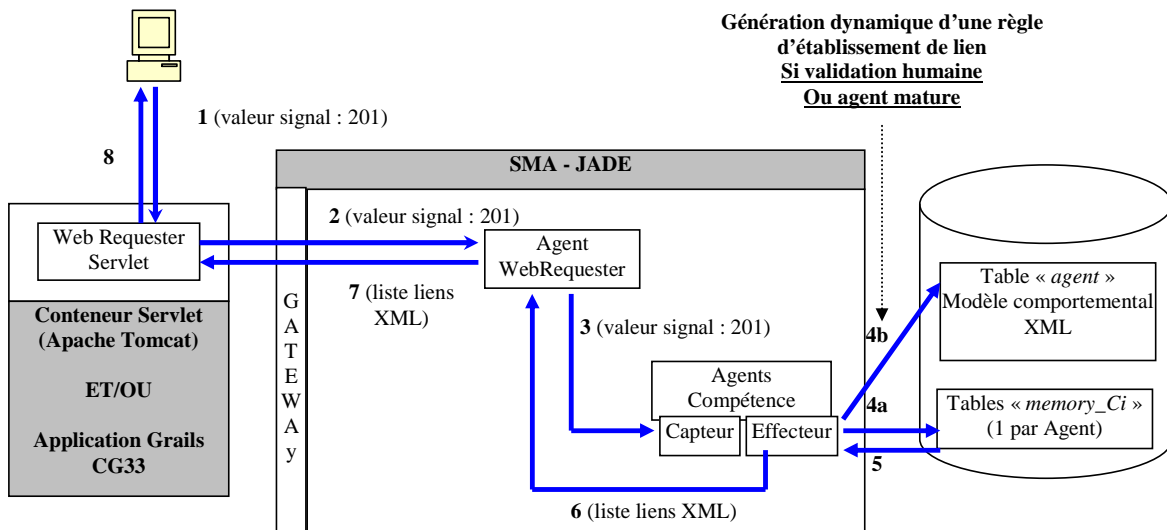 Génération dynamique d'une règle
d'établissement de lien
Si validation humaine
Ou agent mature
1 (valeur signal : 201)
8
SMA - JADE
2 (valeur signal : 201)
Web Requester
Servlet
Agent
WebRequester
7 (liste liens
XML)
Table « agent »
Modèle comportemental
XML
Conteneur Servlet
(Apache Tomcat)
ET/OU
Application Grails
CG33
G
A
T
E
W
A
y
3 (valeur signal : 201)
4b
Agents
Compétence
Capteur
Effecteur
4a
Tables « memory_Ci »
(1 par Agent)
5
6 (liste liens XML)